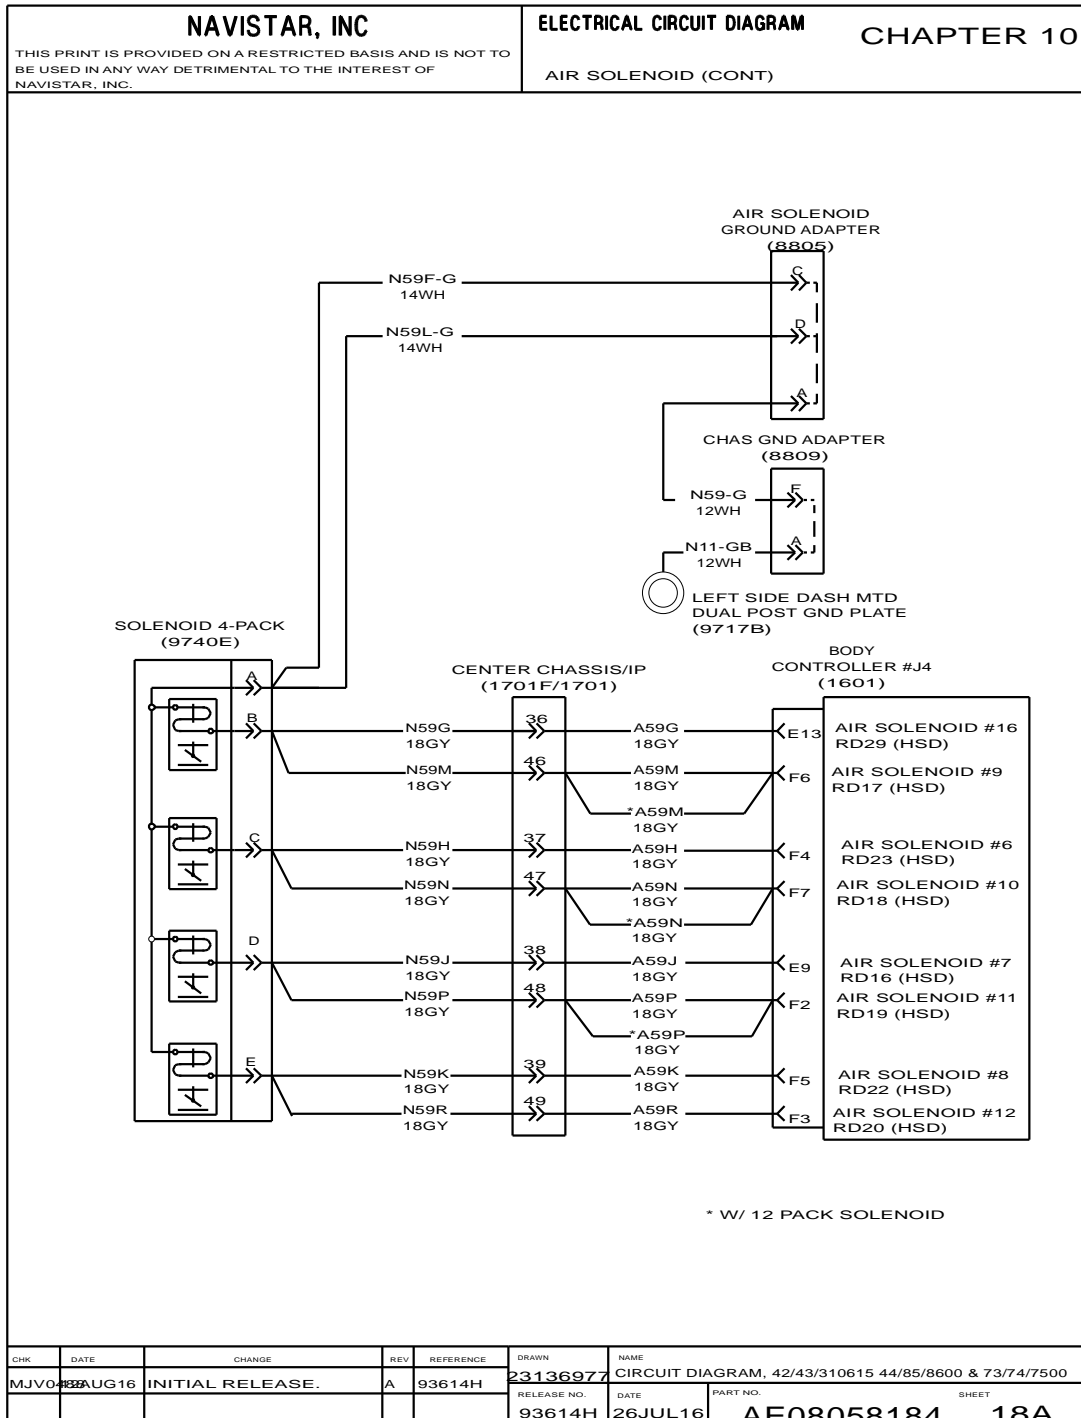 NAVISTAR, INC
THIS PRINT IS PROVIDED ON A RESTRICTED BASIS AND IS NOT TO
BE USED IN ANY WAY DETRIMENTAL TO THE INTEREST OF
NAVISTAR, INC.
ELECTRICAL CIRCUIT DIAGRAM
CHAPTER 10
AIR SOLENOID (CONT)
AIR SOLENOID
GROUND ADAPTER
(8805)
C
N59F-G
14WH
D
N59L-G
14WH
A
CHAS GND ADAPTER
(8809)
F
N59-G
12WH
A
N11-GB
12WH
LEFT SIDE DASH MTD
DUAL POST GND PLATE
(9717B)
SOLENOID 4-PACK
(9740E)
CENTER CHASSIS/IP
(1701F/1701)
BODY
CONTROLLER #J4
(1601)
A
B
N59G
18GY
36
A59G
18GY
E13
AIR SOLENOID #16
RD29 (HSD)
N59M
18GY
46
A59M
18GY
F6
AIR SOLENOID #9
RD17 (HSD)
*A59M
18GY
C
N59H
18GY
37
A59H
18GY
F4
AIR SOLENOID #6
RD23 (HSD)
N59N
18GY
47
A59N
18GY
F7
AIR SOLENOID #10
RD18 (HSD)
*A59N
18GY
D
N59J
18GY
38
A59J
18GY
E9
AIR SOLENOID #7
RD16 (HSD)
N59P
18GY
48
A59P
18GY
F2
AIR SOLENOID #11
RD19 (HSD)
*A59P
18GY
E
N59K
18GY
39
A59K
18GY
F5
AIR SOLENOID #8
RD22 (HSD)
N59R
18GY
49
A59R
18GY
F3
AIR SOLENOID #12
RD20 (HSD)
* W/ 12 PACK SOLENOID
CHK DATE CHANGE REV REFERENCE DRAWN NAME
INITIAL RELEASE. A 93614H 23136977 CIRCUIT DIAGRAM, 42/43/310615 44/85/8600 & 73/74/7500
RELEASE NO. DATE PART NO. SHEET
93614H 26JUL16 AE08058184 18A